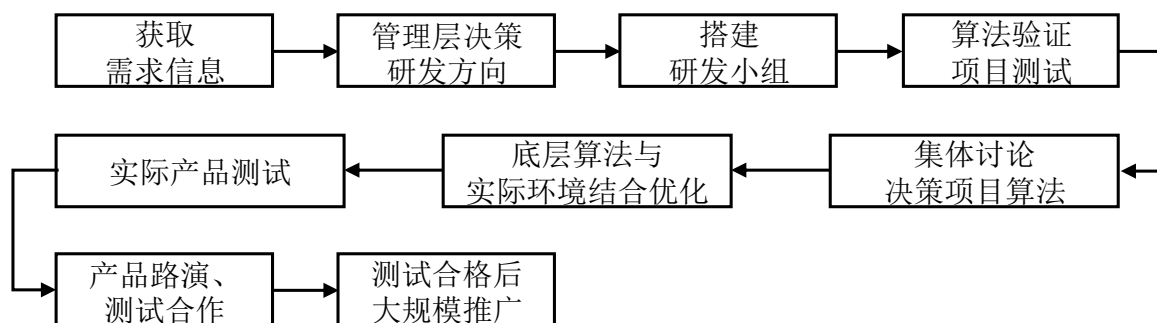 获取
需求信息
管理层决策
研发方向
搭建
研发小组
算法验证
项目测试
集体讨论
决策项目算法
底层算法与
实际环境结合优化
实际产品测试
产品路演、
测试合作
测试合格后
大规模推广